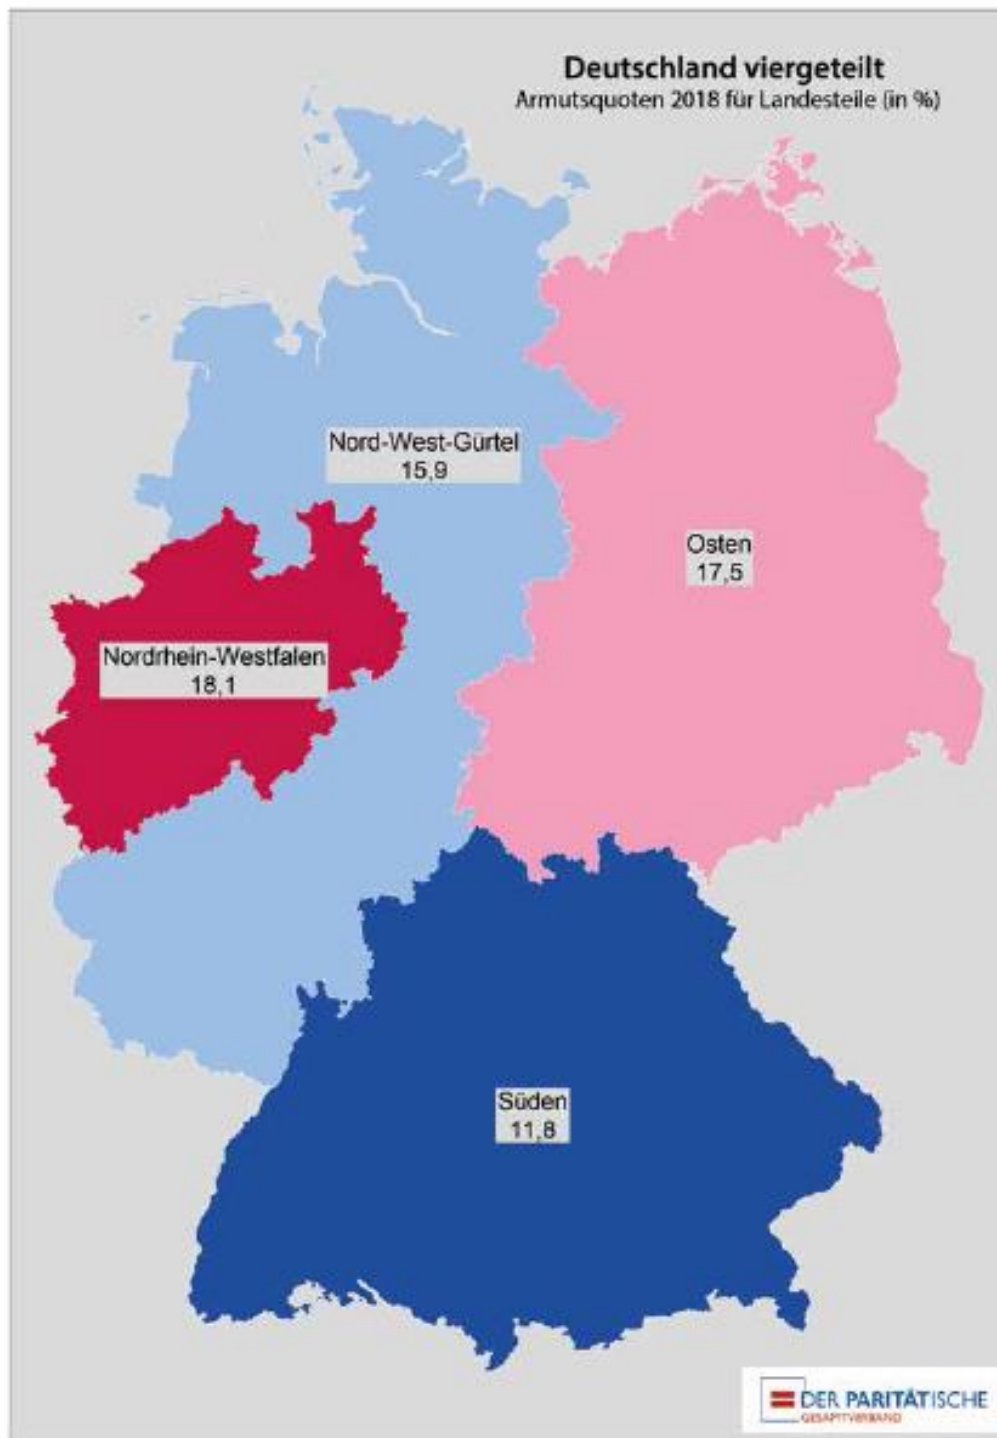 Deutschland viergeteilt
Armutsquoten 2018 für Landesteile (in %)
Nord-West-Gürtel
15,9
Osten
17,5
Nordrhein-Westfalen
18,1
Süden
11,8
DER PARITÄTISCHE
GESAMTVERBAND